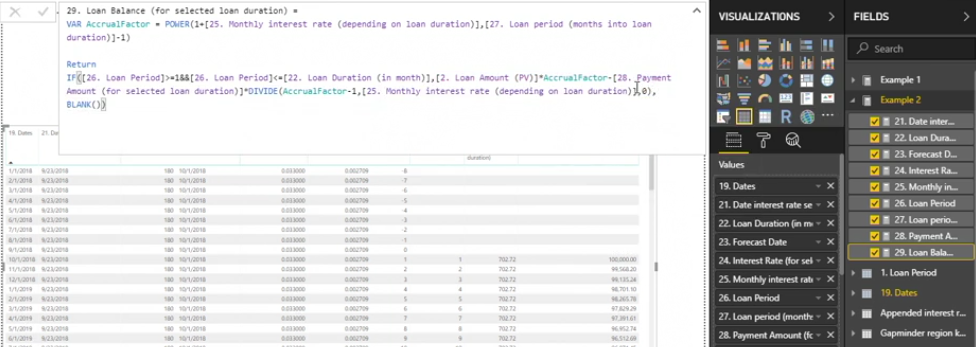 29. Loan Balance (for selected loan duration) =
VAR AccrualFactor = POWER(1+[25. Monthly interest rate (depending on loan duration)],[27. Loan period (months into loan
duration)]-1)
Return
IF([26. Loan Period]>=1&&[26. Loan Period]<=[22. Loan Duration (in month)],[2. Loan Amount (PV)]*AccrualFactor-[28. Payment
Amount (for selected loan duration)]*DIVIDE(AccrualFactor-1,[25. Monthly interest rate (depending on loan duration)],0),
BLANK())
19. Dates 21. Da
duration)
1/1/2018 9/23/2018 180 10/1/2018 0.033000 0.002709 -8
2/1/2018 9/23/2018 180 10/1/2018 0.033000 0.002709 -7
3/1/2018 9/23/2018 180 10/1/2018 0.033000 0.002709 -6
4/1/2018 9/23/2018 180 10/1/2018 0.033000 0.002709 -5
5/1/2018 9/23/2018 180 10/1/2018 0.033000 0.002709 -4
6/1/2018 9/23/2018 180 10/1/2018 0.033000 0.002709 -3
7/1/2018 9/23/2018 180 10/1/2018 0.033000 0.002709 -2
8/1/2018 9/23/2018 180 10/1/2018 0.033000 0.002709 -1
9/1/2018 9/23/2018 180 10/1/2018 0.033000 0.002709 0
10/1/2018 9/23/2018 180 10/1/2018 0.033000 0.002709 1 1 702.72 100,000.00
11/1/2018 9/23/2018 180 10/1/2018 0.033000 0.002709 2 2 702.72 99,568.20
12/1/2018 9/23/2018 180 10/1/2018 0.033000 0.002709 3 3 702.72 99,135.24
1/1/2019 9/23/2018 180 10/1/2018 0.033000 0.002709 4 4 702.72 98,701.10
2/1/2019 9/23/2018 180 10/1/2018 0.033000 0.002709 5 5 702.72 98,265.78
3/1/2019 9/23/2018 180 10/1/2018 0.033000 0.002709 6 6 702.72 97,829.29
4/1/2019 9/23/2018 180 10/1/2018 0.033000 0.002709 7 7 702.72 97,391.61
5/1/2019 9/23/2018 180 10/1/2018 0.033000 0.002709 8 8 702.72 96,952.74
6/1/2019 9/23/2018 180 10/1/2018 0.033000 0.002709 9 9 702.72 96,512.69
VISUALIZATIONS
R
Values
19. Dates
21. Date interest rate se
22. Loan Duration (in m
23. Forecast Date
24. Interest Rate (for sel
25. Monthly interest rat
26. Loan Period
27. Loan period (month
28. Payment Amount (fo
FIELDS
Search
Example 1
Example 2
21. Date inter...
22. Loan Dura...
23. Forecast D...
24. Interest Ra...
25. Monthly in...
26. Loan Period
27. Loan perio...
28. Payment A...
29. Loan Bala...
1. Loan Period
19. Dates
Appended interest r...
Gapminder region k...